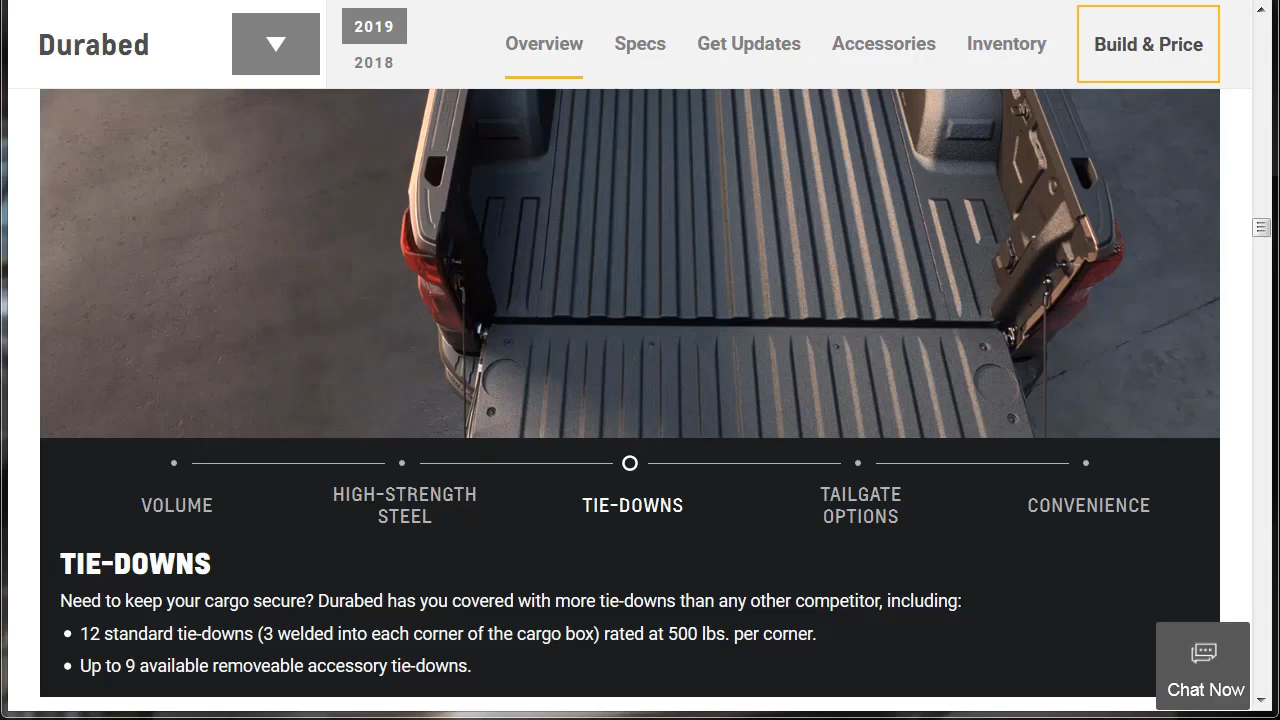 Durabed
2019
2018
Overview
Specs
Get Updates
Accessories
Inventory
Build & Price
VOLUME
HIGH-STRENGTH
STEEL
TIE-DOWNS
TAILGATE
OPTIONS
CONVENIENCE
TIE-DOWNS
Need to keep your cargo secure? Durabed has you covered with more tie-downs than any other competitor, including:
12 standard tie-downs (3 welded into each corner of the cargo box) rated at 500 lbs. per corner.
Up to 9 available removeable accessory tie-downs.
Chat Now